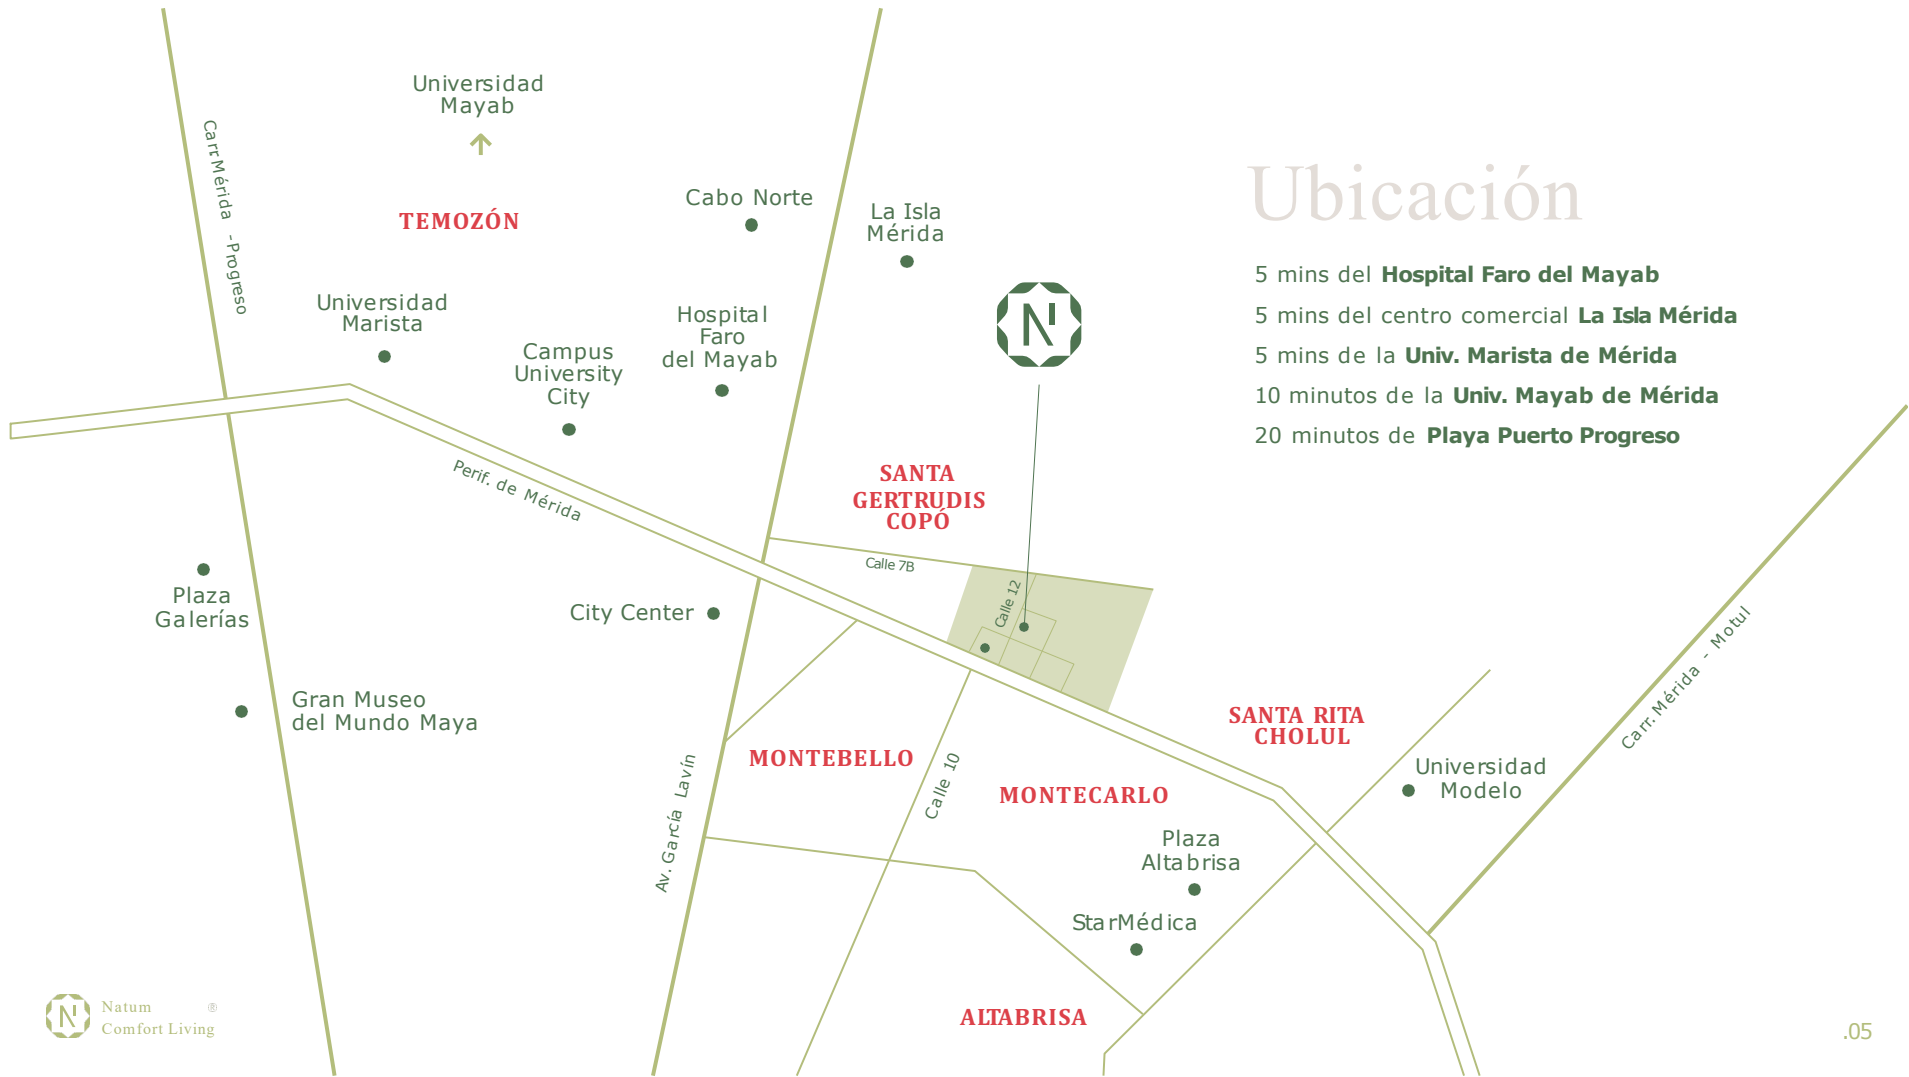 Universidad
Mayab
Carr. Mérida - Progreso
TEMOZÓN
Cabo Norte
La Isla
Mérida
Ubicación
5 mins del Hospital Faro del Mayab
5 mins del centro comercial La Isla Mérida
5 mins de la Univ. Marista de Mérida
10 minutos de la Univ. Mayab de Mérida
20 minutos de Playa Puerto Progreso
N
Universidad
Marista
Hospital
Faro
del Mayab
Campus
University
City
Perif. de Mérida
SANTA
GERTRUDIS
COPÓ
Calle 7B
Calle 12
Plaza
Galerías
City Center
Gran Museo
del Mundo Maya
MONTEBELLO
Av. García Lavín
Calle 10
MONTECARLO
SANTA RITA
CHOLUL
Carr. Mérida - Motul
Universidad
Modelo
Plaza
Altabrisa
StarMédica
ALTABRISA
N
Natum ®
Comfort Living
.05